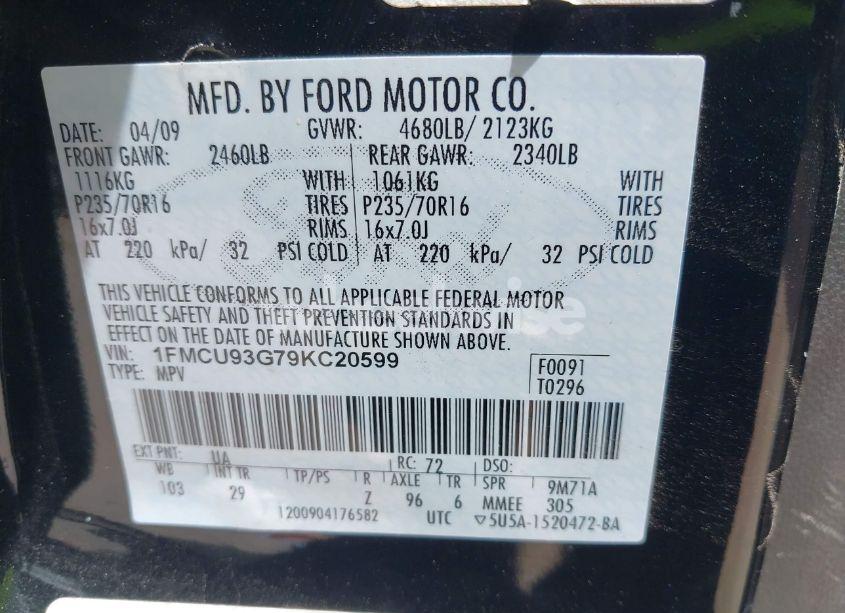 MFD. BY FORD MOTOR CO.
DATE: 04/09 GVWR: 4680LB/ 2123KG
FRONT GAWR: 2460LB REAR GAWR: 2340LB
1116KG WITH 1061KG WITH
P235/70R16 TIRES P235/70R16 TIRES
16x7.0J RIMS 16x7.0J RIMS
AT 220 kPa/ 32 PSI COLD AT 220 kPa/ 32 PSI COLD
THIS VEHICLE CONFORMS TO ALL APPLICABLE FEDERAL MOTOR
VEHICLE SAFETY AND THEFT PREVENTION STANDARDS IN
EFFECT ON THE DATE OF MANUFACTURE SHOWN ABOVE.
VIN: 1FMCU93G79KC20599
TYPE: MPV
F0091
T0296
EXT PNT: UA RC: 72 DSO:
WB INT TR TP/PS R AXLE TR SPR 9M71A
103 29 Z 96 6 MMEE 305
1200904176582 UTC ▽5U5A-1520472-BA